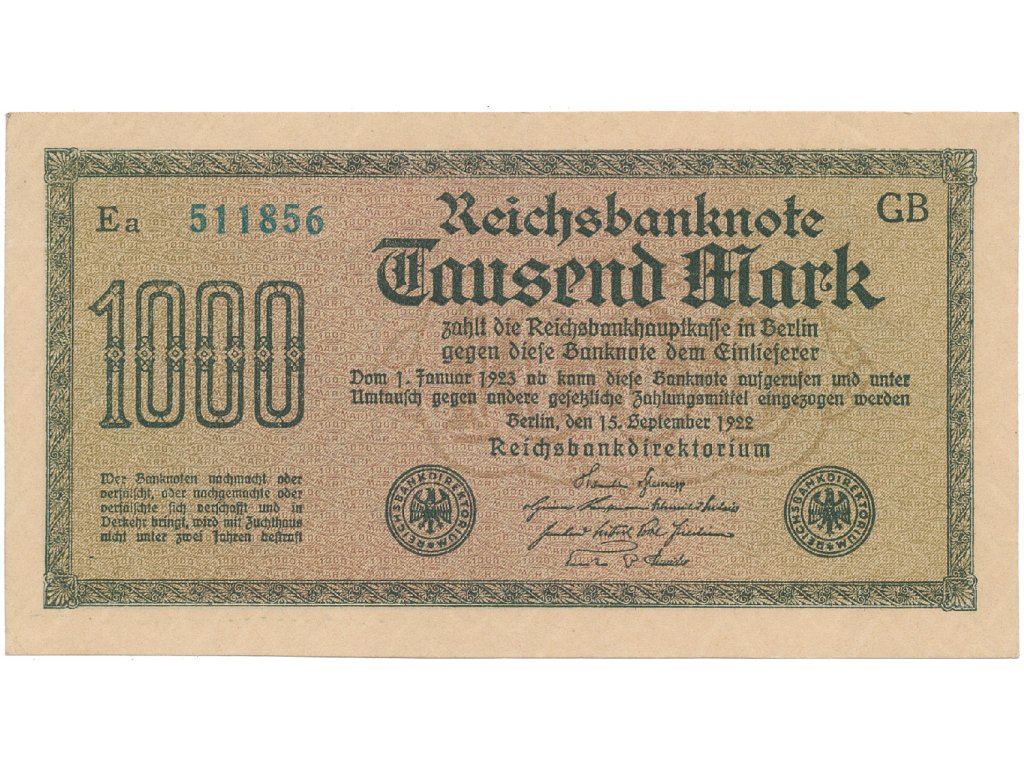 Ea 511856
GB
Reichsbanknote
Tausend Mark
1000
zahlt die Reichsbankhauptkasse in Berlin
gegen diese Banknote dem Einlieferer
Vom 1. Januar 1923 ab kann diese Banknote aufgerufen und unter
Umtausch gegen andere gesetzliche Zahlungsmittel eingezogen werden
Berlin, den 15. September 1922
Reichsbankdirektorium
Wer Banknoten nachmacht oder
verfälscht, oder nachgemachte oder
verfälschte sich verschafft und in
Verkehr bringt, wird mit Zuchthaus
nicht unter zwei Jahren bestraft
REICHSBANKDIREKTORIUM
REICHSBANKDIREKTORIUM